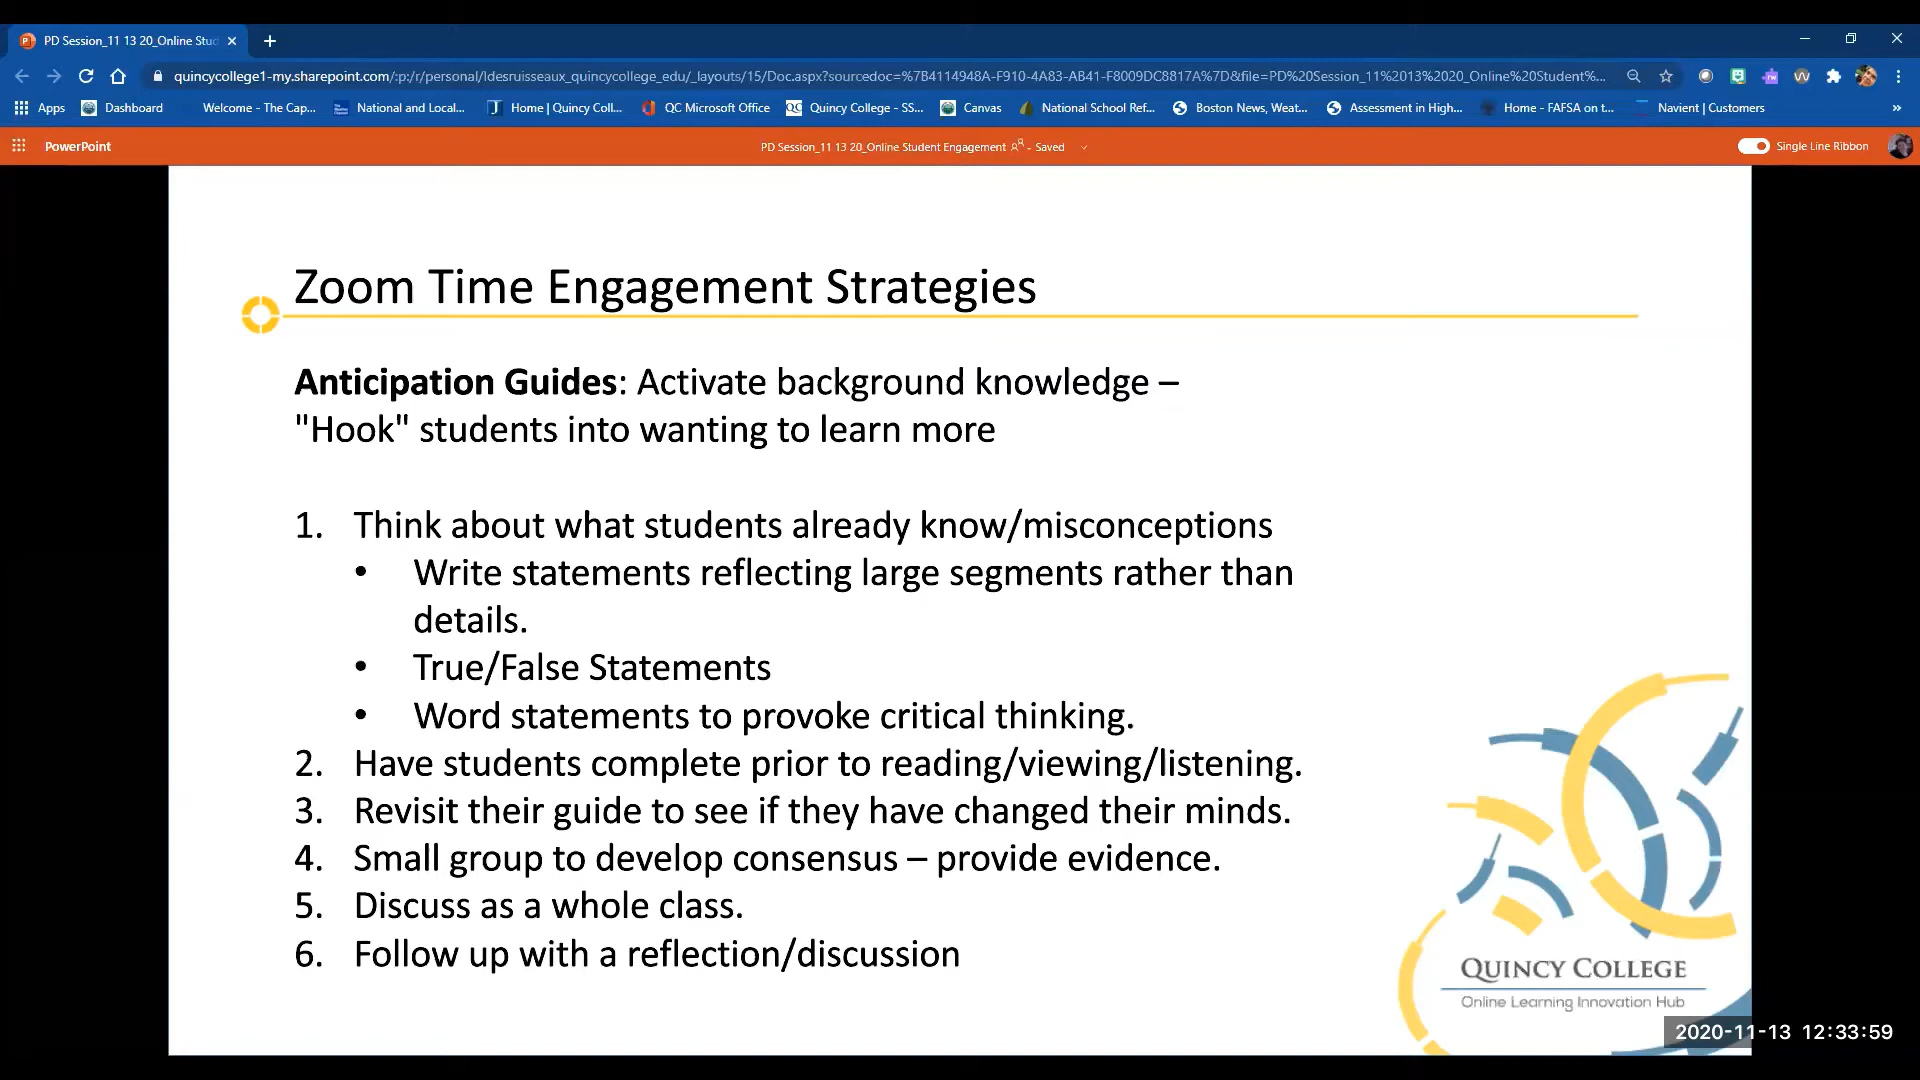 PD Session_11 13 20_Online Stud
quincycollege1-my.sharepoint.com/:p:/r/personal/ldesruisseaux_quincycollege_edu/_layouts/15/Doc.aspx?sourcedoc=%7B4114948A-F910-4A83-AB41-F8009DC8817A%7D&file=PD%20Session_11%2013%2020_Online%20Student%...
Apps Dashboard Welcome - The Cap... National and Local... Home | Quincy Coll... QC Microsoft Office Quincy College - SS... Canvas National School Ref... Boston News, Weat... Assessment in High... Home - FAFSA on t... Navient | Customers »
PowerPoint PD Session_11 13 20_Online Student Engagement - Saved Single Line Ribbon
Zoom Time Engagement Strategies
Anticipation Guides: Activate background knowledge –
"Hook" students into wanting to learn more
1. Think about what students already know/misconceptions
• Write statements reflecting large segments rather than
details.
• True/False Statements
• Word statements to provoke critical thinking.
2. Have students complete prior to reading/viewing/listening.
3. Revisit their guide to see if they have changed their minds.
4. Small group to develop consensus – provide evidence.
5. Discuss as a whole class.
6. Follow up with a reflection/discussion
QUINCY COLLEGE
Online Learning Innovation Hub
2020-11-13 12:33:59